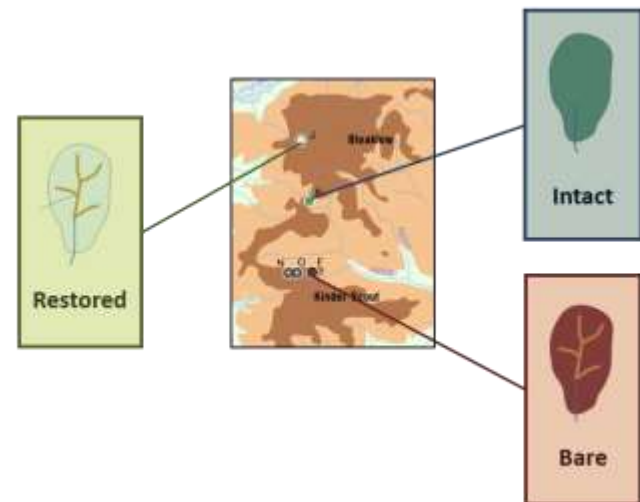 Restored
Bleaklow
N O F
Kinder Scout
Intact
Bare